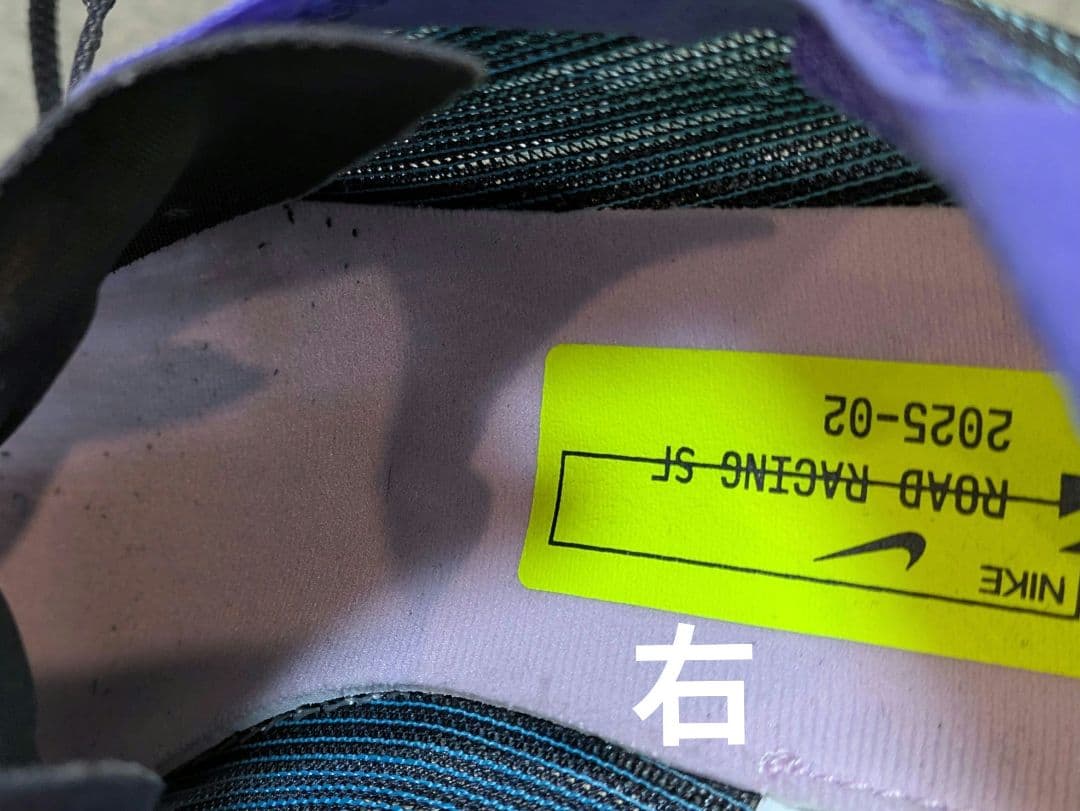 NIKE
ROAD RACING SF
2025-02
右